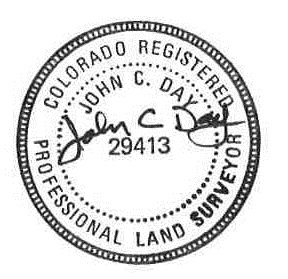 COLORADO REGISTERED
JOHN C. DAY
John C Day
29413
PROFESSIONAL LAND SURVEYOR